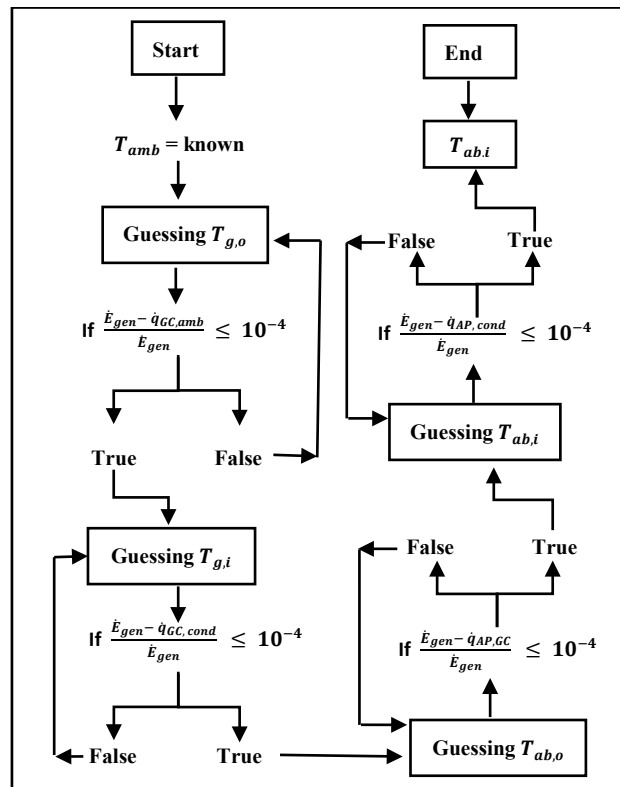 Start
T_amb = known
Guessing T_g,o
If (Ė_gen − q̇_GC,amb)/Ė_gen ≤ 10⁻⁴
True
False
Guessing T_g,i
If (Ė_gen − q̇_GC,cond)/Ė_gen ≤ 10⁻⁴
False
True
Guessing T_ab,o
If (Ė_gen − q̇_AP,GC)/Ė_gen ≤ 10⁻⁴
False
True
Guessing T_ab,i
If (Ė_gen − q̇_AP,cond)/Ė_gen ≤ 10⁻⁴
False
True
T_ab,i
End